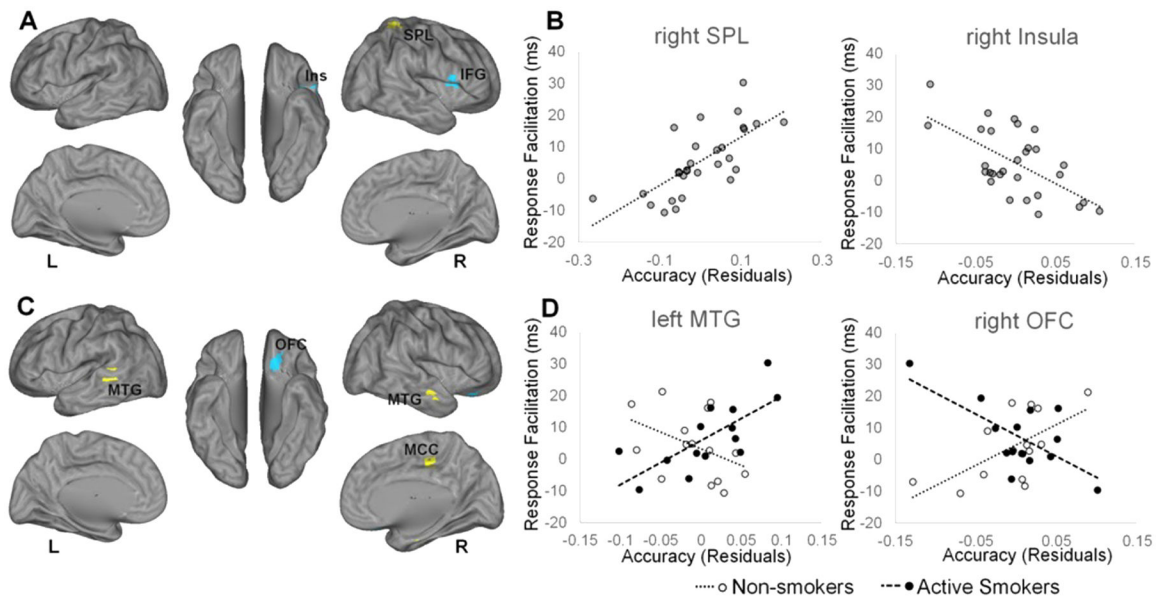 A
SPL
IFG
Ins
L
R
B
right SPL
Response Facilitation (ms)
40
30
20
10
0
-10
-20
-0.3
-0.1
0.1
0.3
Accuracy (Residuals)
right Insula
Response Facilitation (ms)
40
30
20
10
0
-10
-20
-0.15
-0.05
0.05
0.15
Accuracy (Residuals)
C
MTG
OFC
MTG
MCC
L
R
D
left MTG
Response Facilitation (ms)
40
30
20
10
0
-10
-20
-0.15
-0.1
-0.05
0
0.05
0.1
0.15
Accuracy (Residuals)
right OFC
Response Facilitation (ms)
40
30
20
10
0
-10
-20
-0.15
-0.05
0.05
0.15
Accuracy (Residuals)
Non-smokers
Active Smokers